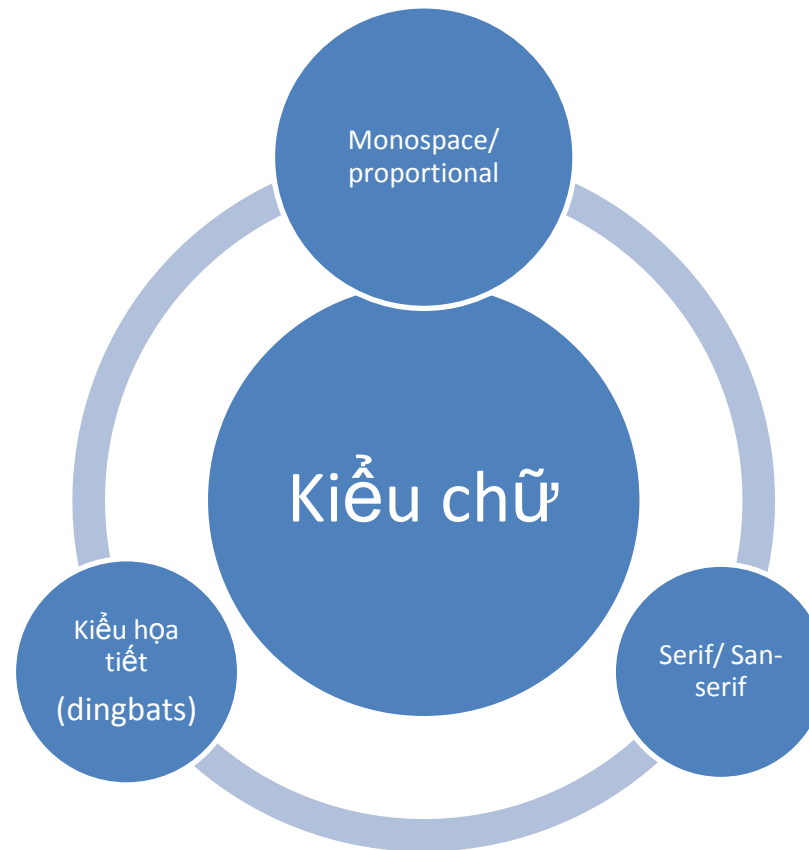 Monospace/
proportional
Kiểu chữ
Kiểu họa
tiết
(dingbats)
Serif/ San-
serif